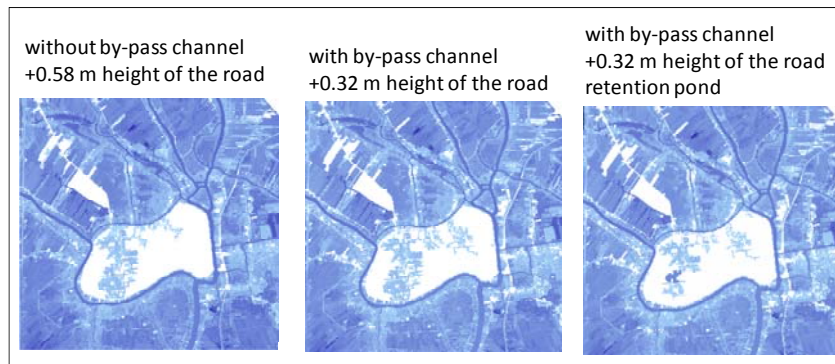 without by-pass channel
+0.58 m height of the road
with by-pass channel
+0.32 m height of the road
with by-pass channel
+0.32 m height of the road
retention pond